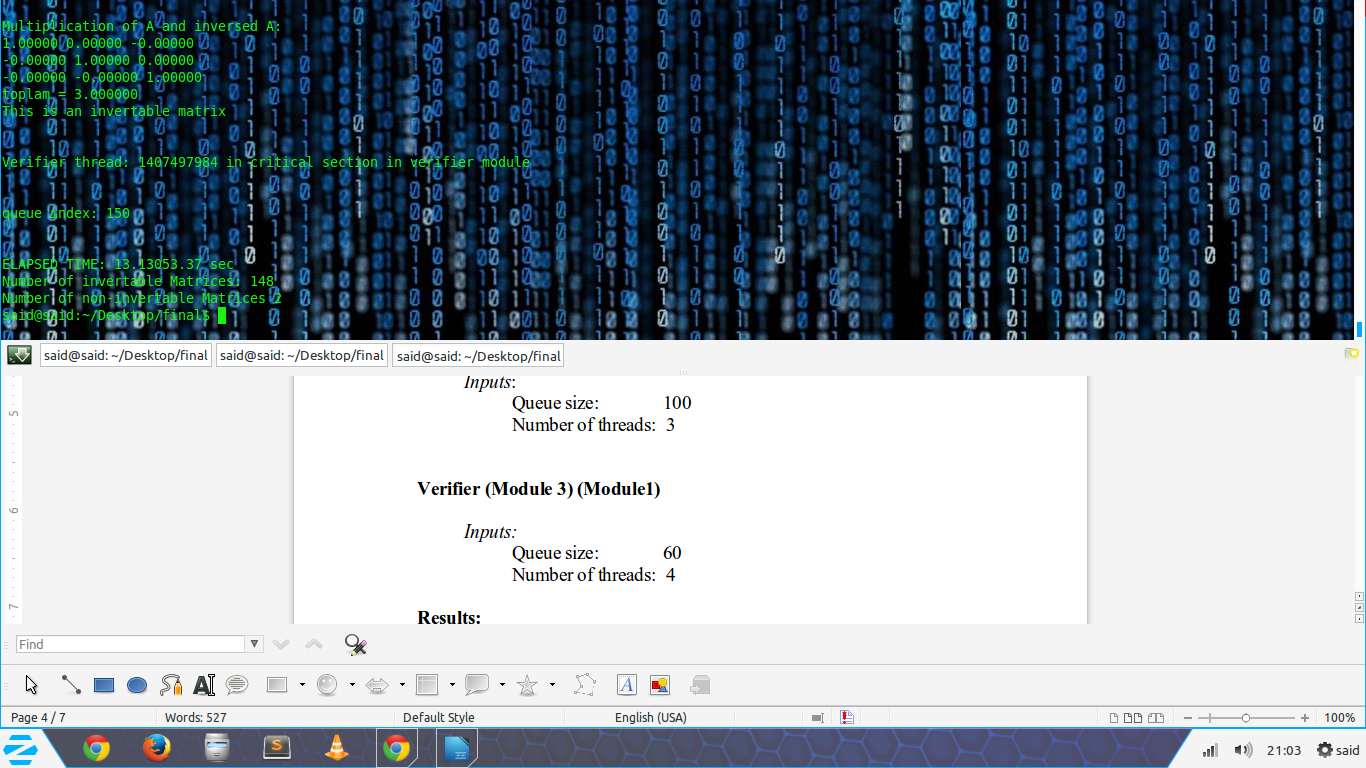 Multiplication of A and inversed A:
1.00000 0.00000 -0.00000
-0.00000 1.00000 0.00000
-0.00000 -0.00000 1.00000
toplam = 3.000000
This is an invertable matrix
Verifier thread: 1407497984 in critical section in verifier module
queue index: 150
ELAPSED TIME: 13.13053.37 sec
Number of invertable Matrices: 148
Number of non-invertable Matrices 2
said@said:~/Desktop/final$
said@said: ~/Desktop/final said@said: ~/Desktop/final said@said: ~/Desktop/final
Inputs:
Queue size: 100
Number of threads: 3
Verifier (Module 3) (Module1)
Inputs:
Queue size: 60
Number of threads: 4
Results:
5
6
7
Find
Page 4 / 7 Words: 527 Default Style English (USA) 100%
21:03 said